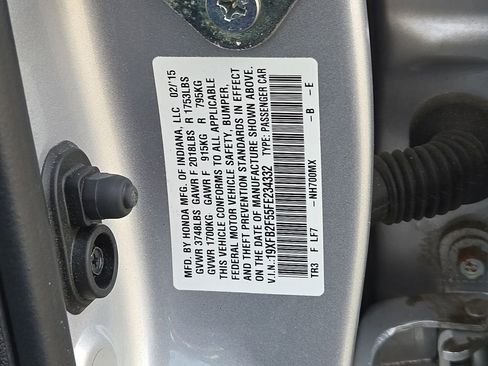 MFD. BY HONDA MFG. OF INDIANA, LLC 02/'15
GVWR 3748LBS GAWR F 2018LBS R 1753LBS
GVWR 1700KG GAWR F 915KG R 795KG
THIS VEHICLE CONFORMS TO ALL APPLICABLE
FEDERAL MOTOR VEHICLE SAFETY, BUMPER,
AND THEFT PREVENTION STANDARDS IN EFFECT
ON THE DATE OF MANUFACTURE SHOWN ABOVE.
V.I.N.:19XFB2F55FE234332 TYPE: PASSENGER CAR
TR3 F LF7 -NH700MX -B -E